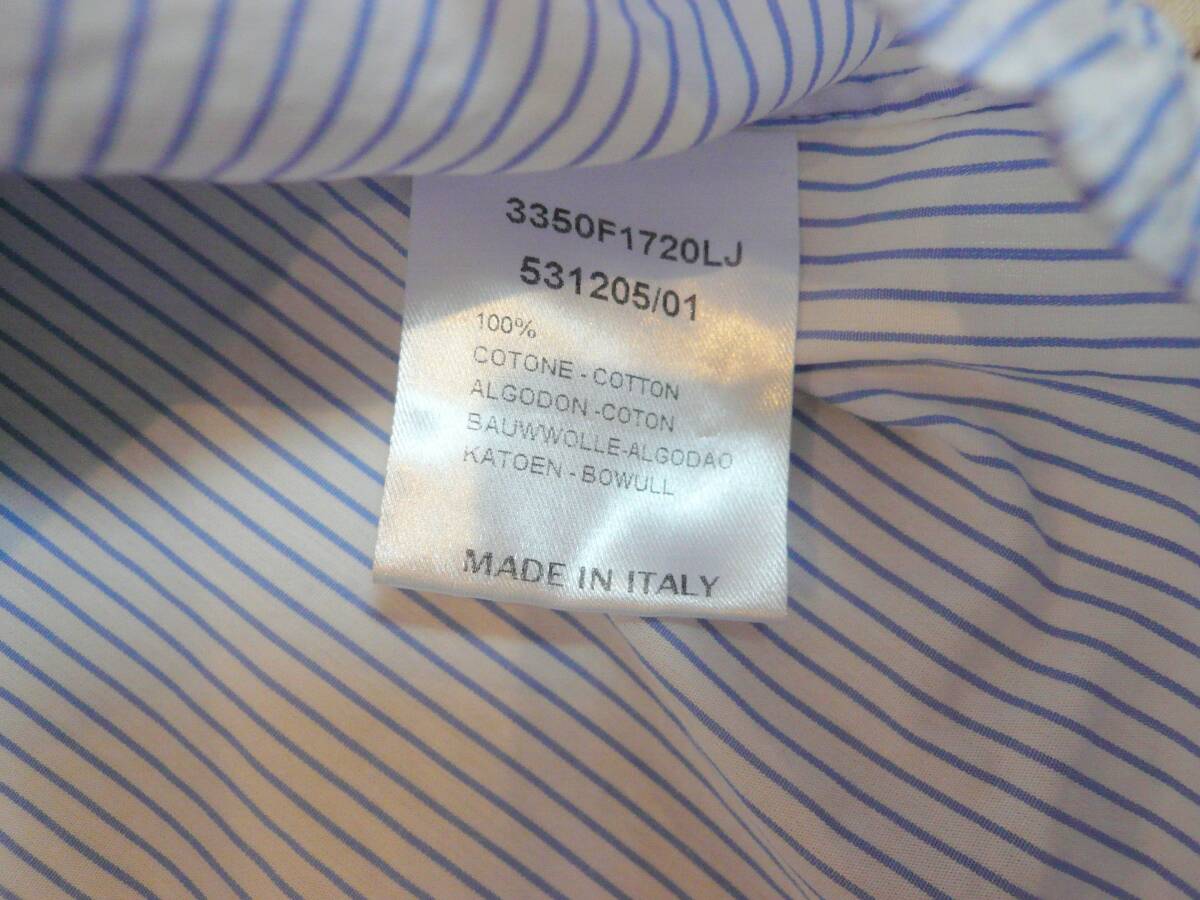 3350F1720LJ
531205/01
100%
COTONE - COTTON
ALGODON - COTON
BAUWWOLLE-ALGODAO
KATOEN - BOWULL
MADE IN ITALY